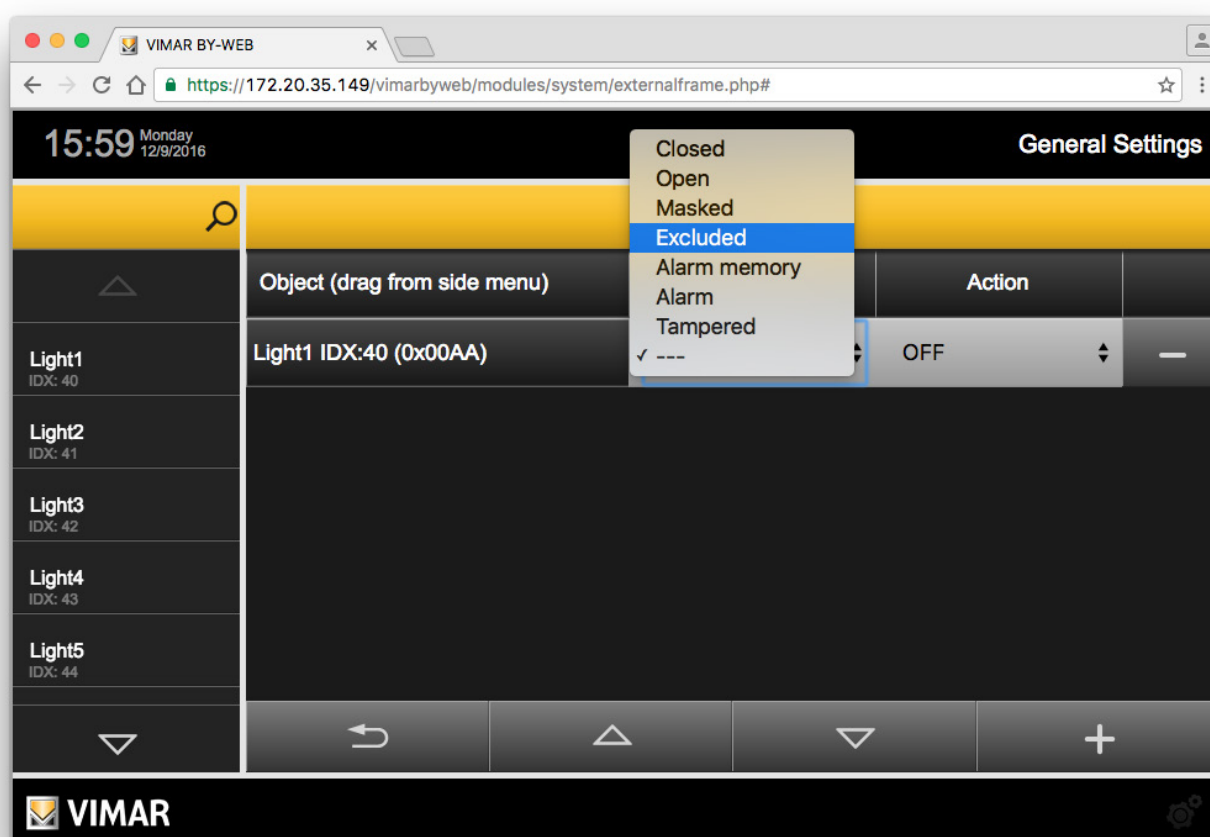 VIMAR BY-WEB
https://172.20.35.149/vimarbyweb/modules/system/externalframe.php#
15:59 Monday
12/9/2016
General Settings
Closed
Open
Masked
Excluded
Alarm memory
Alarm
Tampered
✓ ---
Object (drag from side menu)
Action
Light1 IDX:40 (0x00AA)
OFF
Light1
IDX: 40
Light2
IDX: 41
Light3
IDX: 42
Light4
IDX: 43
Light5
IDX: 44
VIMAR